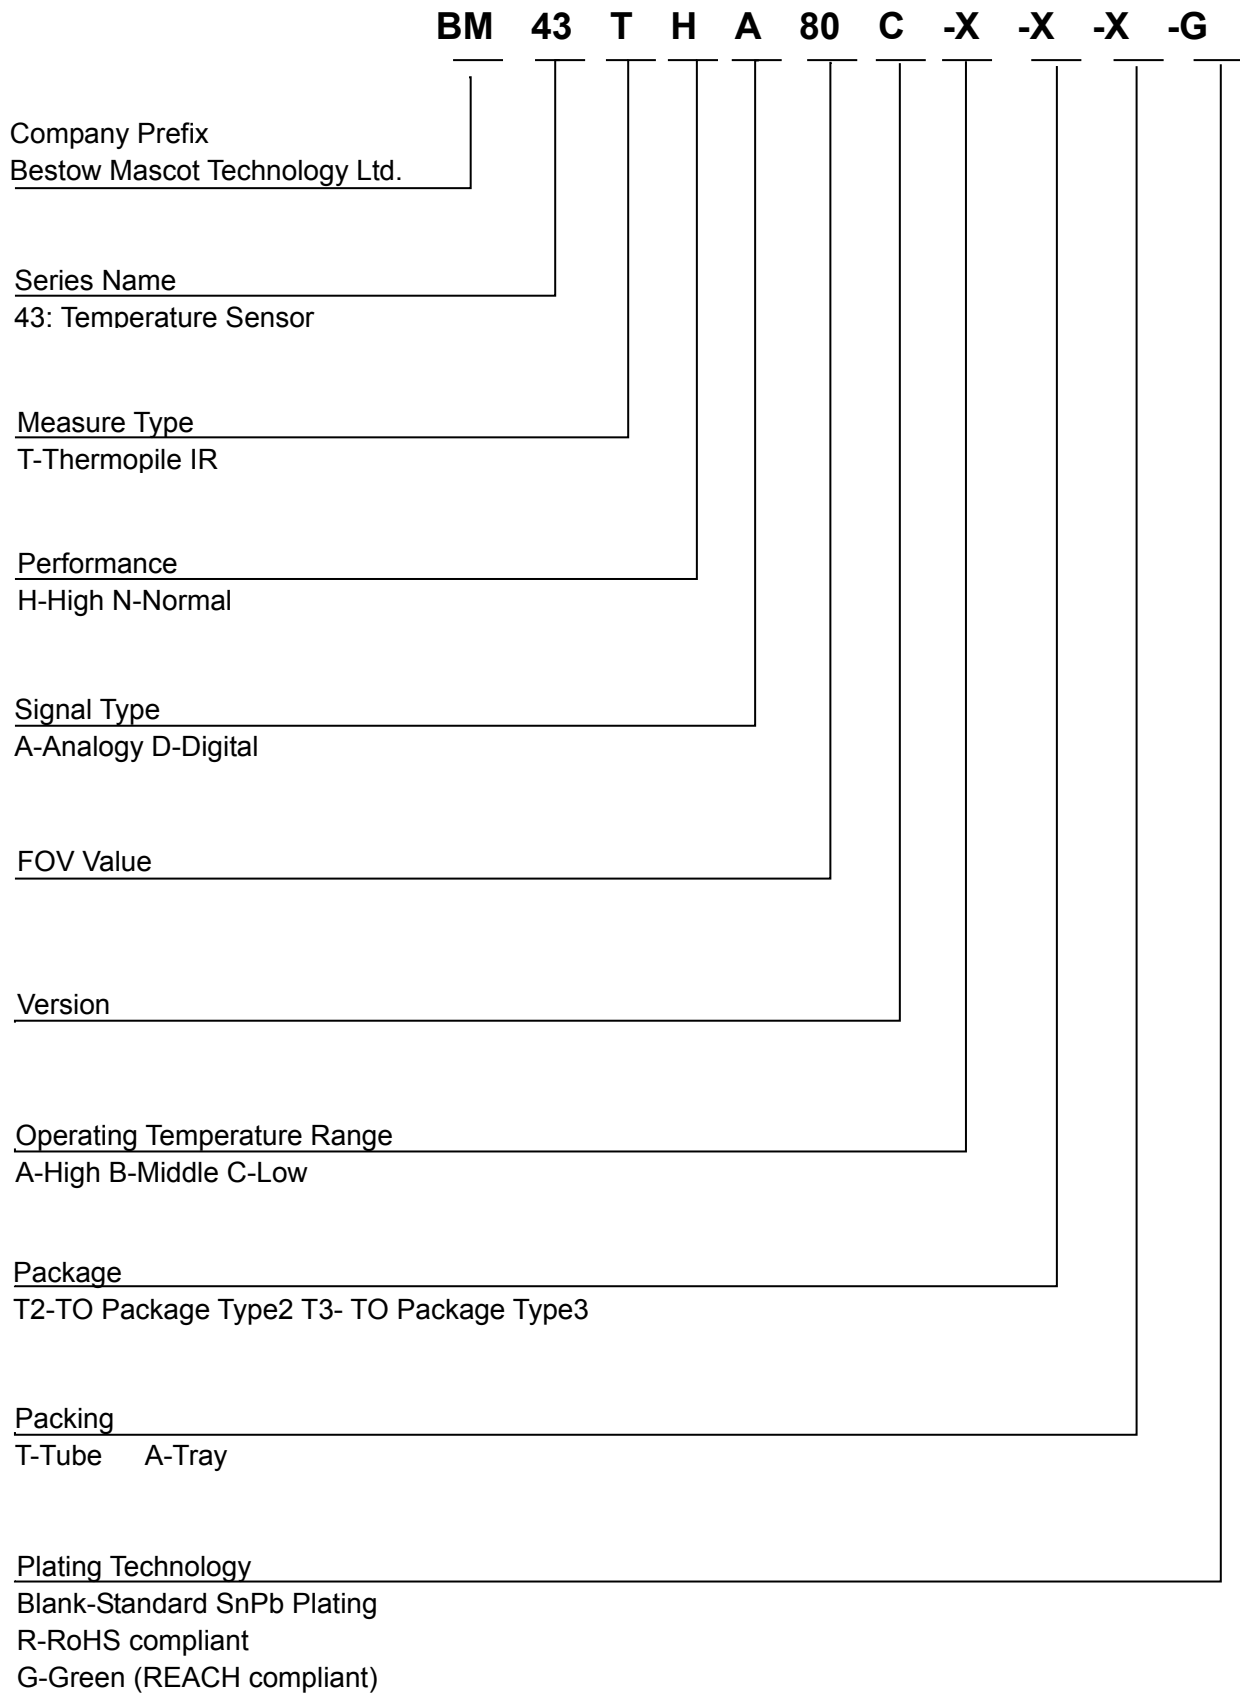 BM 43 T H A 80 C -X -X -X -G
Company Prefix
Bestow Mascot Technology Ltd.
Series Name
43: Temperature Sensor
Measure Type
T-Thermopile IR
Performance
H-High N-Normal
Signal Type
A-Analogy D-Digital
FOV Value
Version
Operating Temperature Range
A-High B-Middle C-Low
Package
T2-TO Package Type2 T3- TO Package Type3
Packing
T-Tube A-Tray
Plating Technology
Blank-Standard SnPb Plating
R-RoHS compliant
G-Green (REACH compliant)